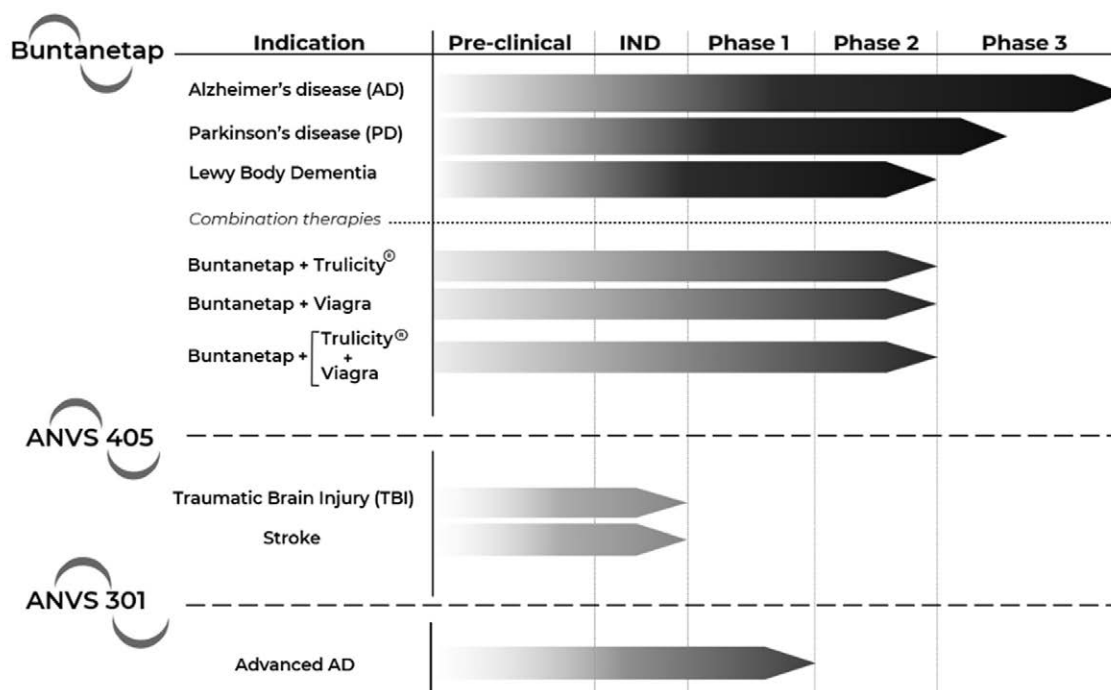 Buntanetap
Indication Pre-clinical IND Phase 1 Phase 2 Phase 3
Alzheimer's disease (AD)
Parkinson's disease (PD)
Lewy Body Dementia
Combination therapies
Buntanetap + Trulicity®
Buntanetap + Viagra
Buntanetap + [Trulicity®
+
Viagra
ANVS 405
Traumatic Brain Injury (TBI)
Stroke
ANVS 301
Advanced AD